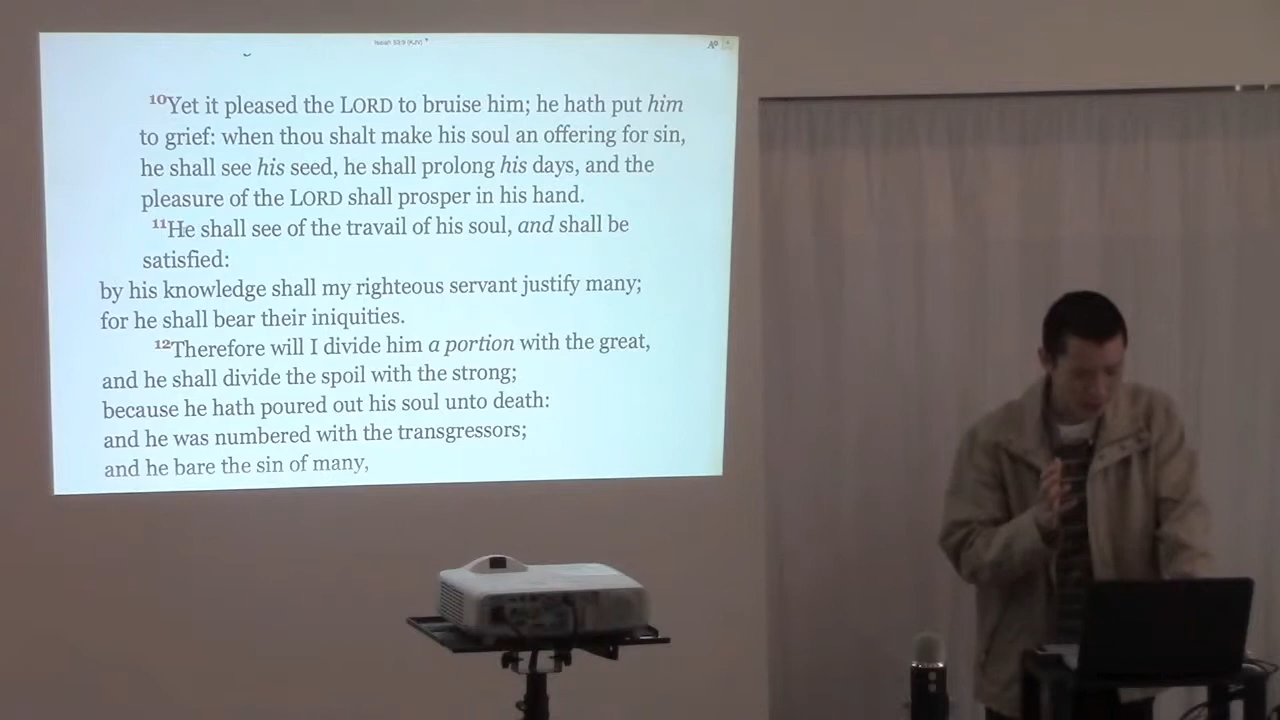 Isaiah 53:9 (KJV)
10Yet it pleased the LORD to bruise him; he hath put him
to grief: when thou shalt make his soul an offering for sin,
he shall see his seed, he shall prolong his days, and the
pleasure of the LORD shall prosper in his hand.
11He shall see of the travail of his soul, and shall be
satisfied:
by his knowledge shall my righteous servant justify many;
for he shall bear their iniquities.
12Therefore will I divide him a portion with the great,
and he shall divide the spoil with the strong;
because he hath poured out his soul unto death:
and he was numbered with the transgressors;
and he bare the sin of many,